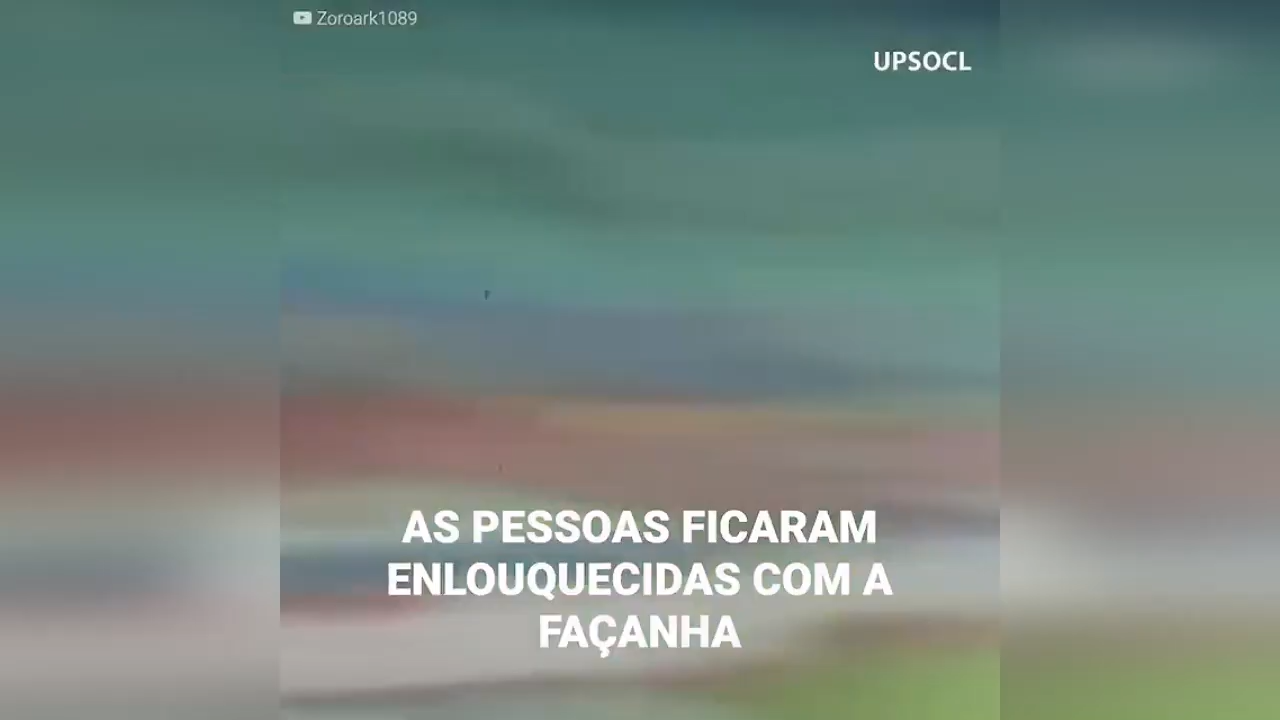 Zoroark1089
UPSOCL
AS PESSOAS FICARAM
ENLOUQUECIDAS COM A
FAÇANHA